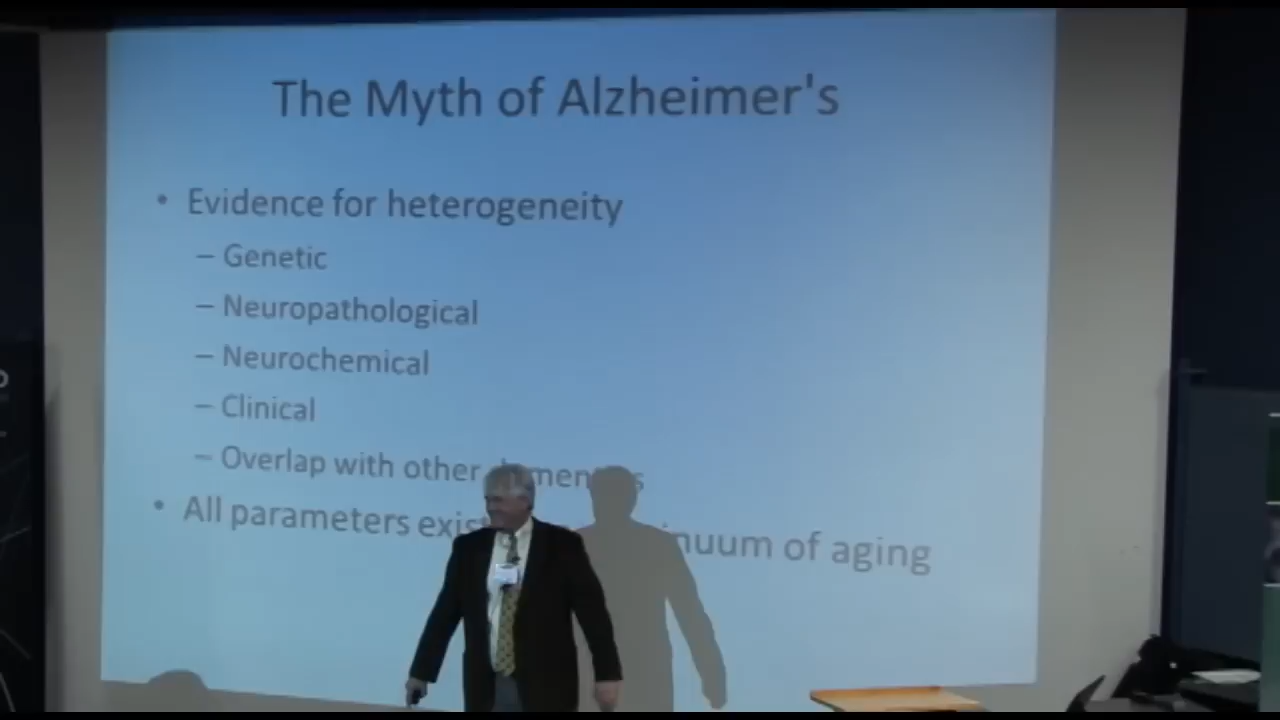 The Myth of Alzheimer's
• Evidence for heterogeneity
– Genetic
– Neuropathological
– Neurochemical
– Clinical
– Overlap with other
• All parameters of aging